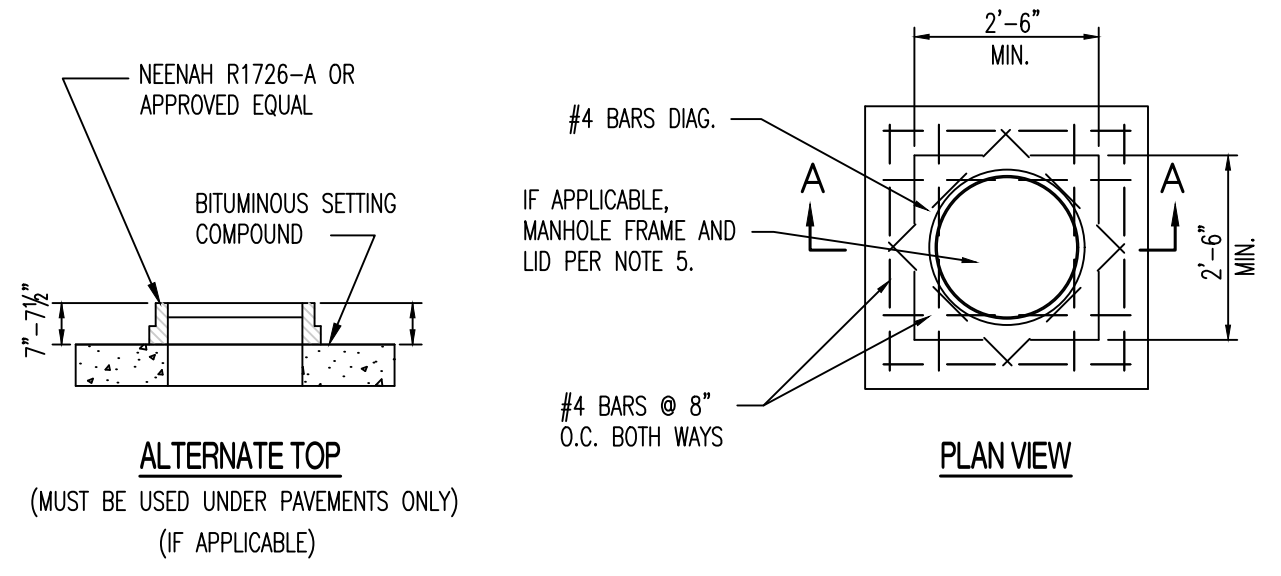 NEENAH R1726-A OR
APPROVED EQUAL
BITUMINOUS SETTING
COMPOUND
7"-7½"
ALTERNATE TOP
(MUST BE USED UNDER PAVEMENTS ONLY)
(IF APPLICABLE)
2'-6"
MIN.
#4 BARS DIAG.
IF APPLICABLE,
MANHOLE FRAME AND
LID PER NOTE 5.
A
A
2'-6"
MIN.
#4 BARS @ 8"
O.C. BOTH WAYS
PLAN VIEW